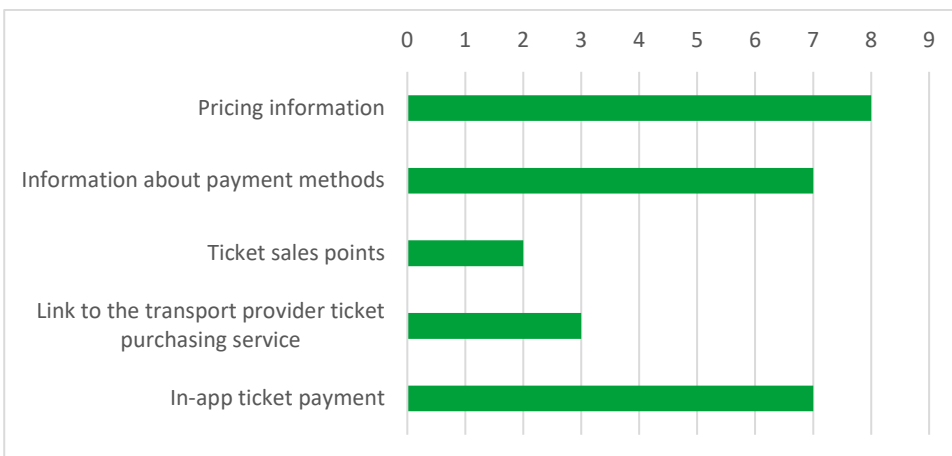 0 1 2 3 4 5 6 7 8 9
Pricing information
Information about payment methods
Ticket sales points
Link to the transport provider ticket
purchasing service
In-app ticket payment